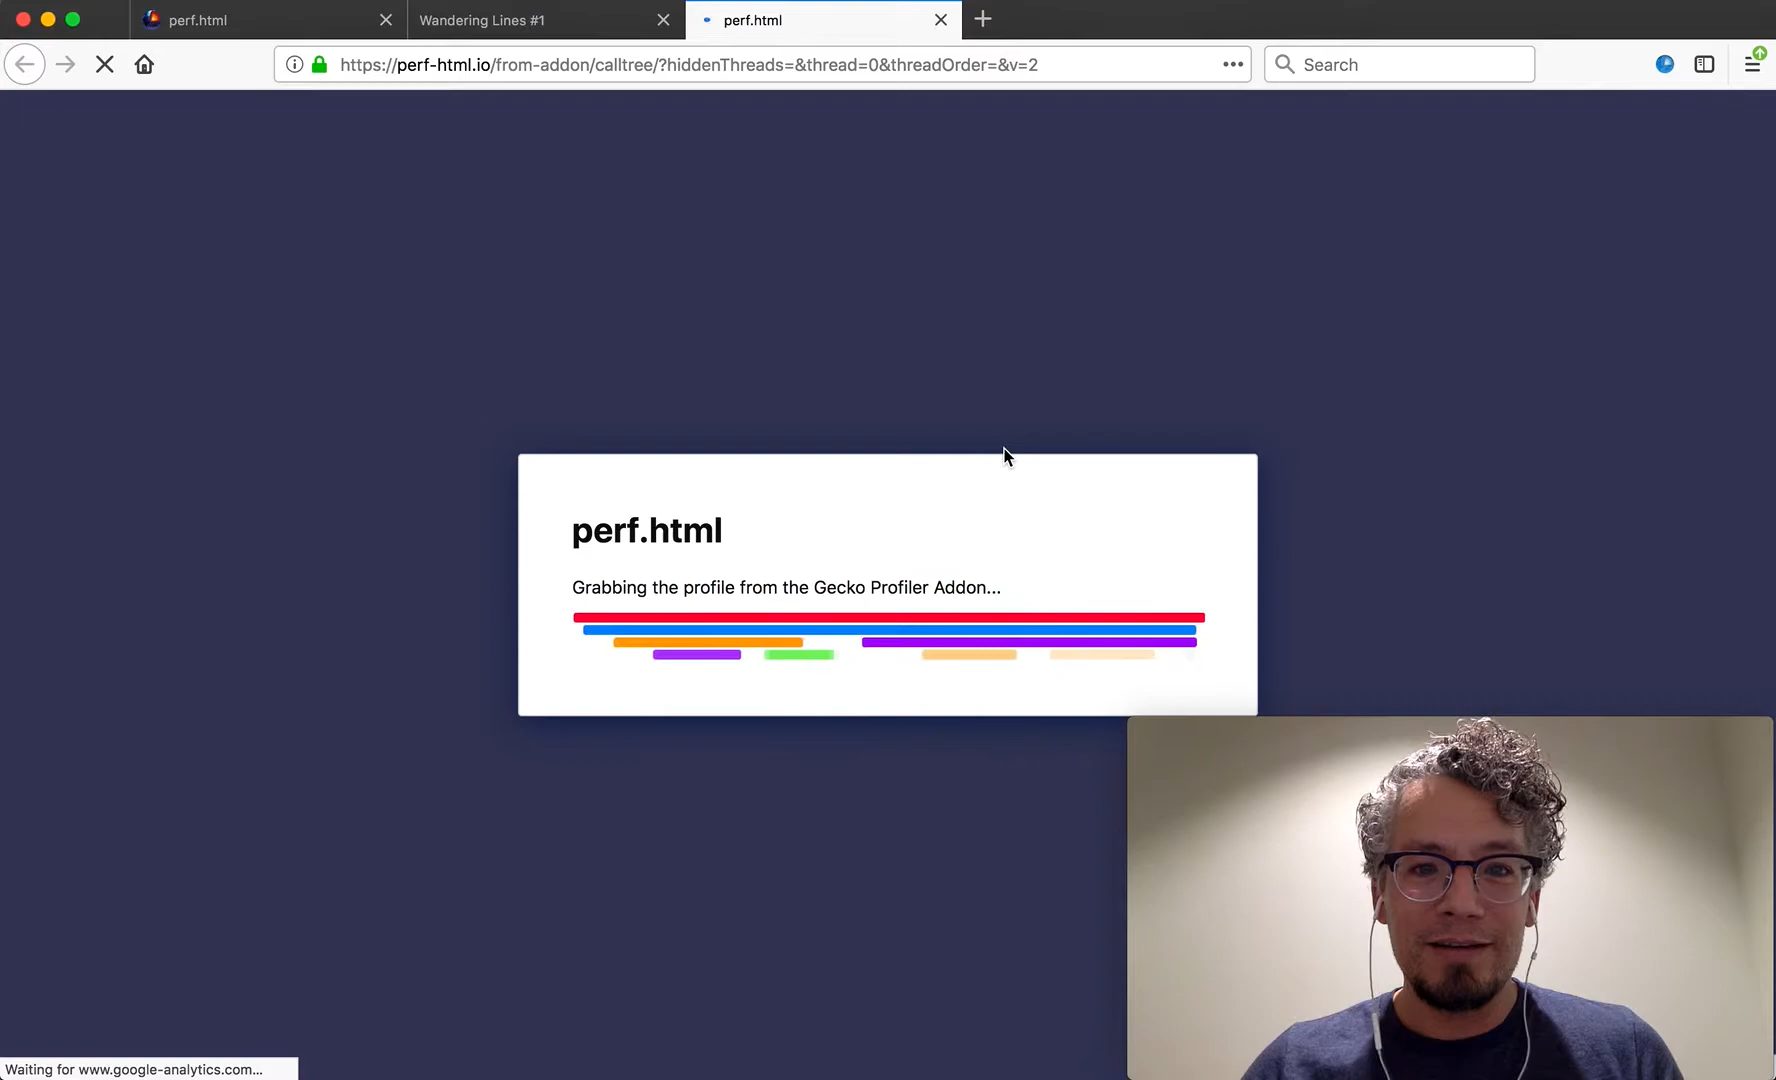 perf.html
Wandering Lines #1
perf.html
https://perf-html.io/from-addon/calltree/?hiddenThreads=&thread=0&threadOrder=&v=2
Search
perf.html
Grabbing the profile from the Gecko Profiler Addon...
Waiting for www.google-analytics.com...